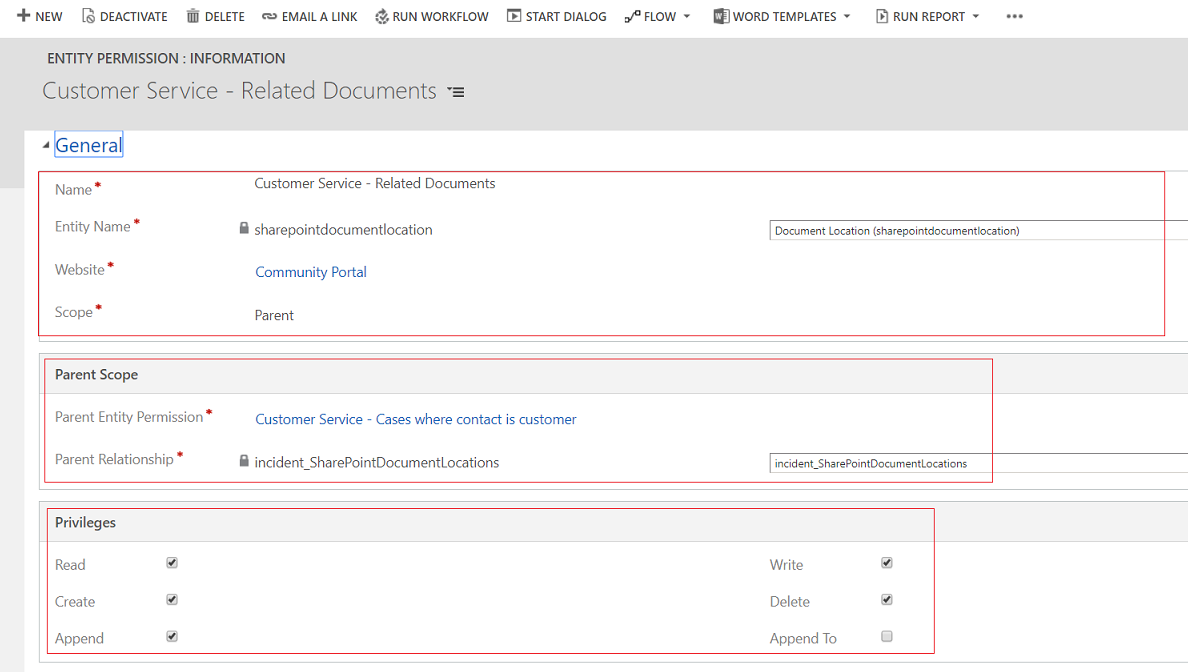 NEW DEACTIVATE DELETE EMAIL A LINK RUN WORKFLOW START DIALOG FLOW WORD TEMPLATES RUN REPORT
ENTITY PERMISSION : INFORMATION
Customer Service - Related Documents
General
Name* Customer Service - Related Documents
Entity Name* sharepointdocumentlocation Document Location (sharepointdocumentlocation)
Website* Community Portal
Scope* Parent
Parent Scope
Parent Entity Permission* Customer Service - Cases where contact is customer
Parent Relationship* incident_SharePointDocumentLocations incident_SharePointDocumentLocations
Privileges
Read Write
Create Delete
Append Append To